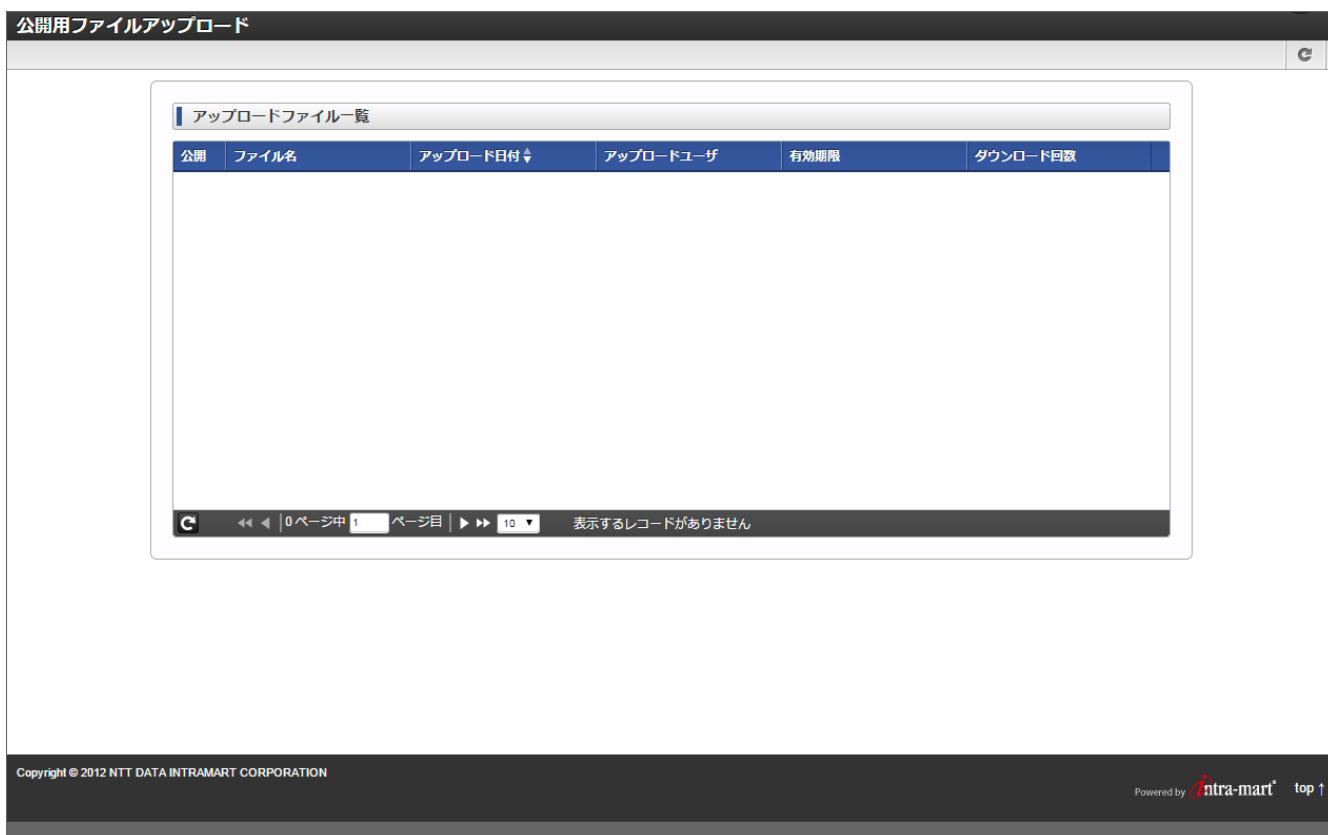 公開用ファイルアップロード
アップロードファイル一覧
公開 ファイル名 アップロード日付 アップロードユーザ 有効期限 ダウンロード回数
0 ページ中 1 ページ目 10 表示するレコードがありません
Copyright © 2012 NTT DATA INTRAMART CORPORATION
Powered by intra-mart® top ↑